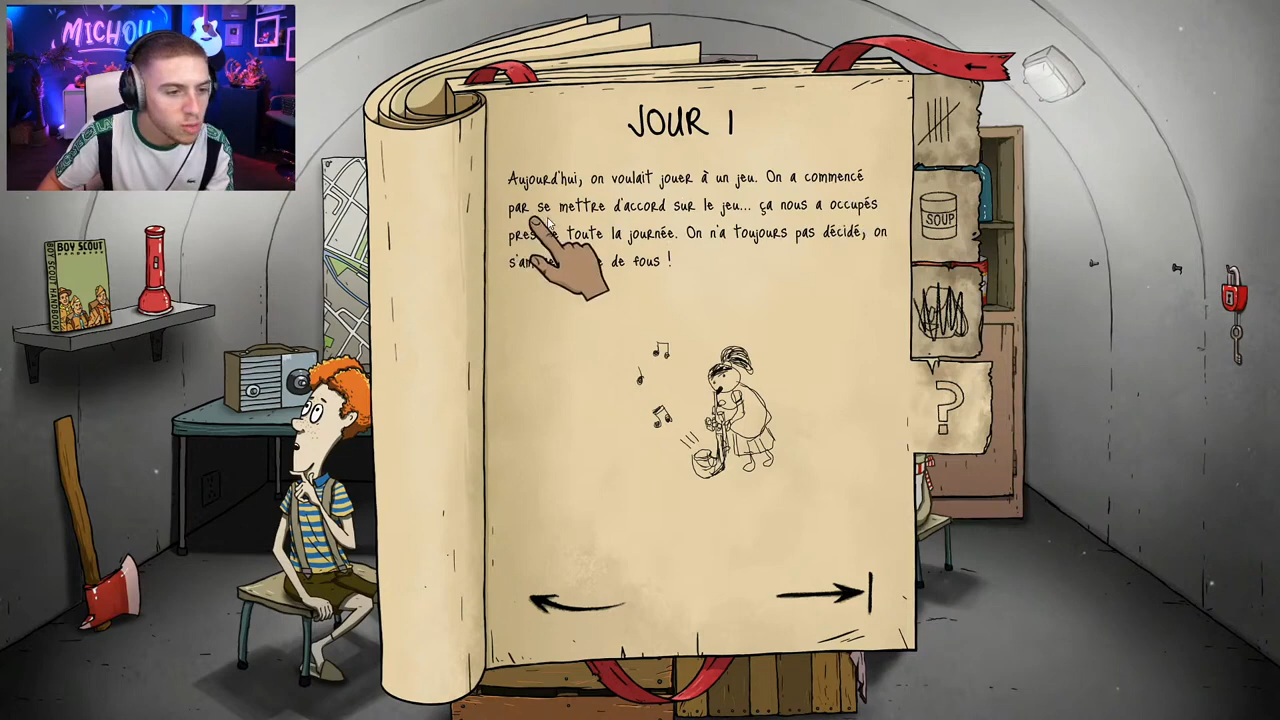 MICHOU
JOUR 1
Aujourd'hui, on voulait jouer à un jeu. On a commencé
par se mettre d'accord sur le jeu... ça nous a occupés
toute la journée. On n'a toujours pas décidé, on
de fous !
SOUP
?
BOY SCOUT
BOY SCOUT HANDBOOK